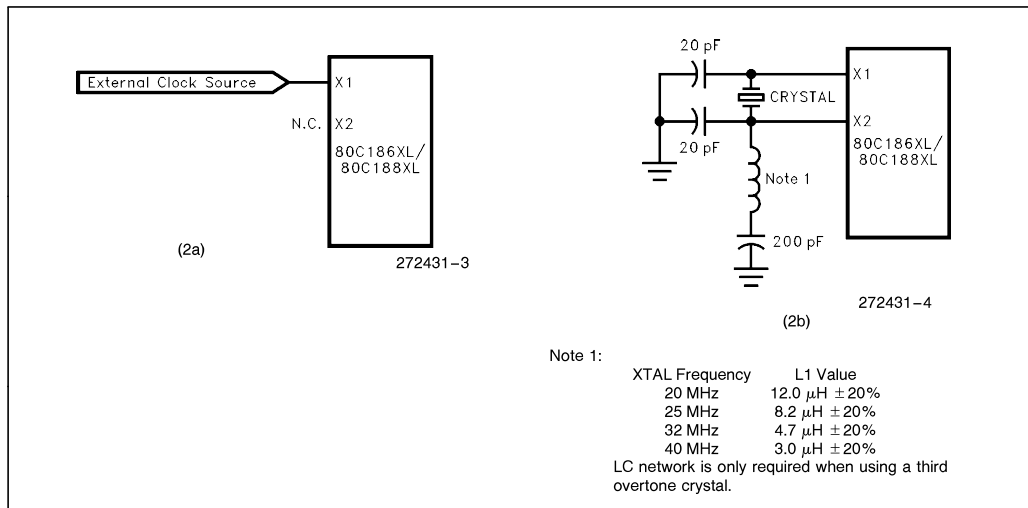 External Clock Source
X1
N.C.
X2
80C186XL/
80C188XL
(2a)
272431-3
20 pF
X1
CRYSTAL
X2
20 pF
80C186XL/
80C188XL
Note 1
200 pF
272431-4
(2b)
Note 1:
XTAL Frequency L1 Value
20 MHz 12.0 μH ±20%
25 MHz 8.2 μH ±20%
32 MHz 4.7 μH ±20%
40 MHz 3.0 μH ±20%
LC network is only required when using a third
overtone crystal.